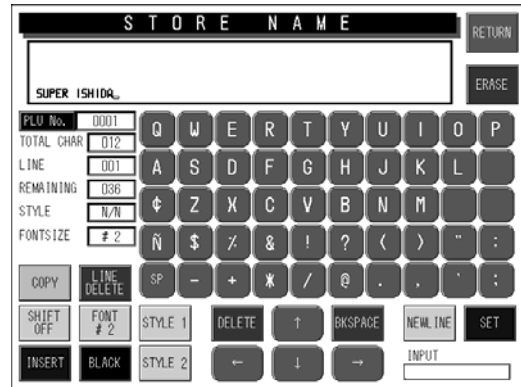 STORE NAME
RETURN
ERASE
SUPER ISHIDA_
PLU No. 0001
TOTAL CHAR 012
LINE 001
REMAINING 036
STYLE N/N
FONTSIZE # 2
Q W E R T Y U I O P
A S D F G H J K L
¢ Z X C V B N M
Ñ $ % & ! ? ( ) " :
SP - + * / @ . , ' ;
COPY LINE DELETE
SHIFT OFF FONT # 2 STYLE 1 DELETE ↑ BKSPACE NEWLINE SET
INSERT BLACK STYLE 2 ← ↓ → INPUT